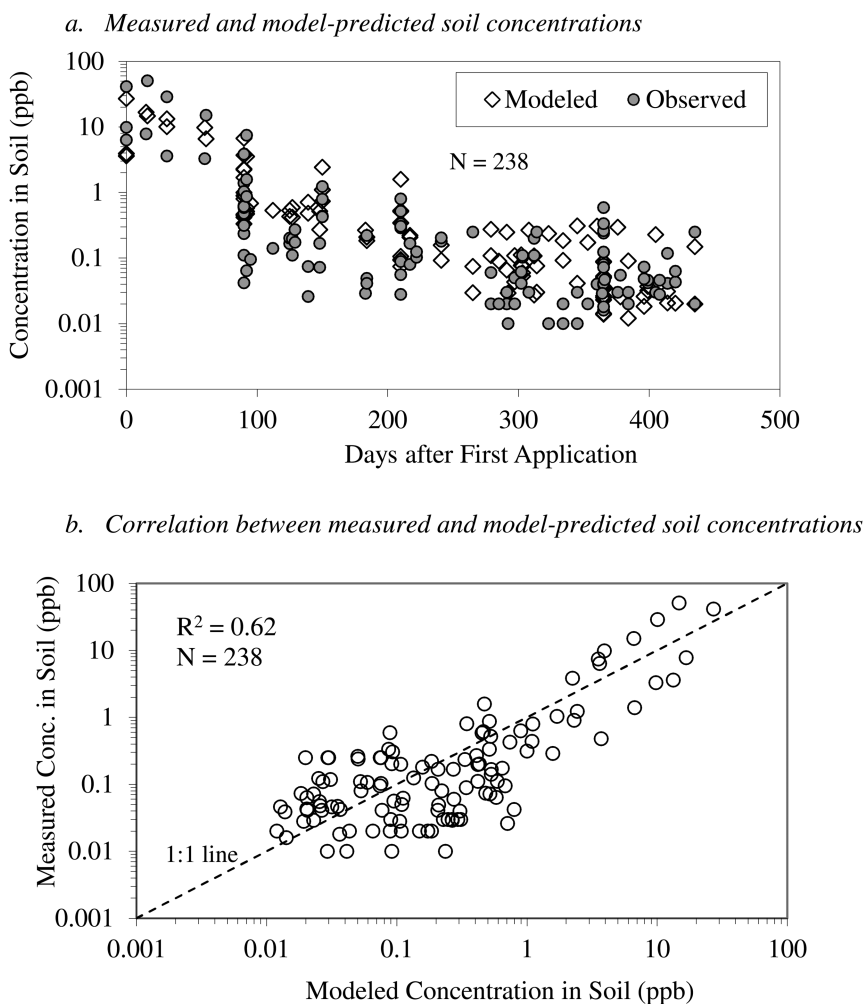 a. Measured and model-predicted soil concentrations
100
10
1
0.1
0.01
0.001
Concentration in Soil (ppb)
Modeled Observed
N = 238
0 100 200 300 400 500
Days after First Application
b. Correlation between measured and model-predicted soil concentrations
100
10
1
0.1
0.01
0.001
Measured Conc. in Soil (ppb)
R² = 0.62
N = 238
1:1 line
0.001 0.01 0.1 1 10 100
Modeled Concentration in Soil (ppb)